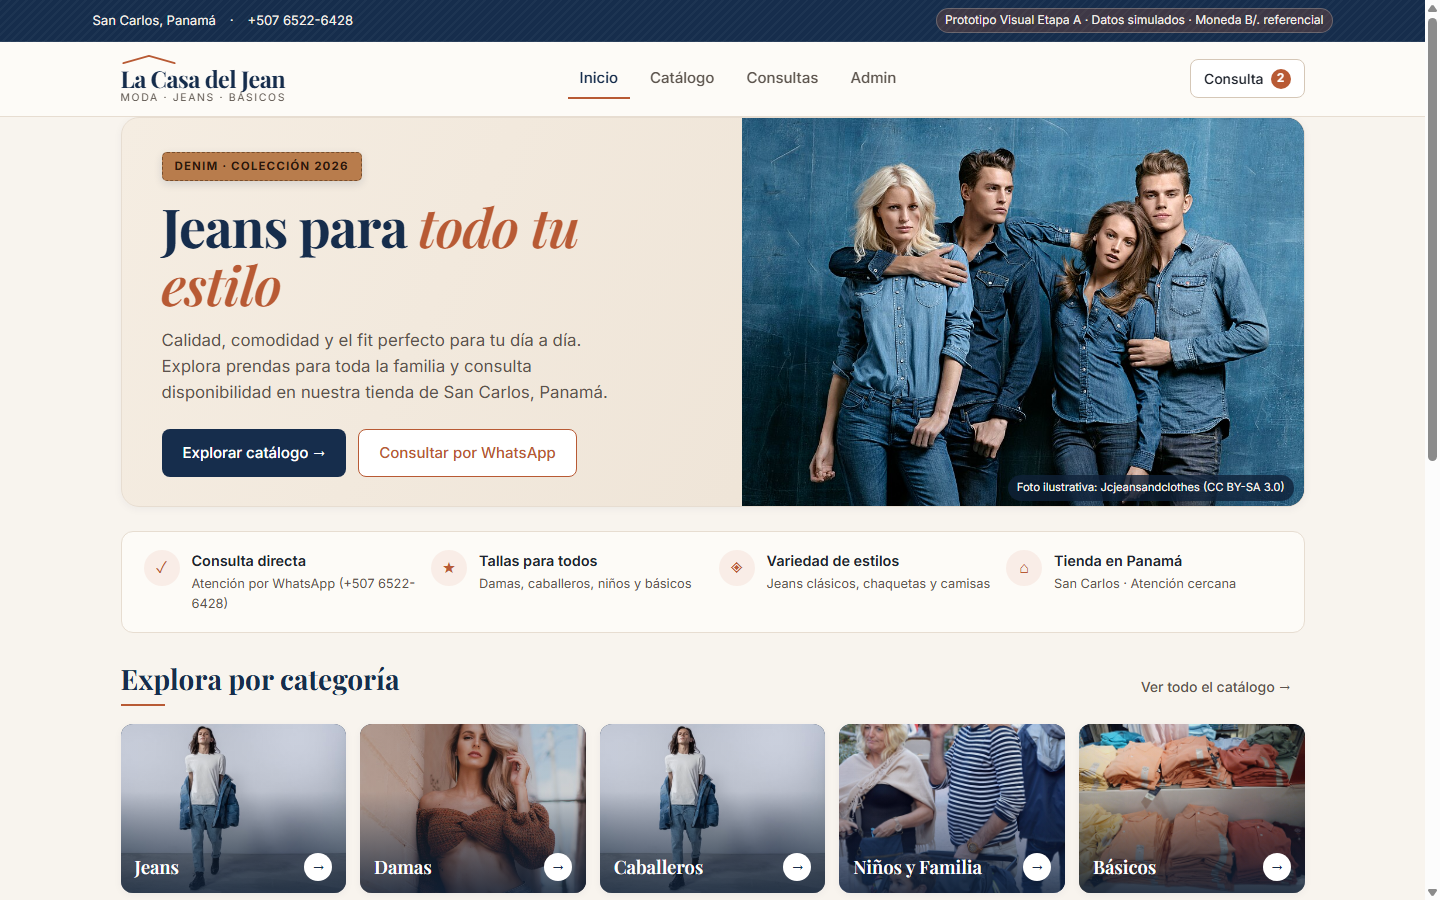 San Carlos, Panamá · +507 6522-6428
Prototipo Visual Etapa A · Datos simulados · Moneda B/. referencial
La Casa del Jean
MODA · JEANS · BÁSICOS
Inicio
Catálogo
Consultas
Admin
Consulta 2
DENIM · COLECCIÓN 2026
Jeans para todo tu
estilo
Calidad, comodidad y el fit perfecto para tu día a día.
Explora prendas para toda la familia y consulta
disponibilidad en nuestra tienda de San Carlos, Panamá.
Explorar catálogo →
Consultar por WhatsApp
Foto ilustrativa: Jcjeansandclothes (CC BY-SA 3.0)
Consulta directa
Atención por WhatsApp (+507 6522-
6428)
Tallas para todos
Damas, caballeros, niños y básicos
Variedad de estilos
Jeans clásicos, chaquetas y camisas
Tienda en Panamá
San Carlos · Atención cercana
Explora por categoría
Ver todo el catálogo →
Jeans →
Damas →
Caballeros →
Niños y Familia →
Básicos →